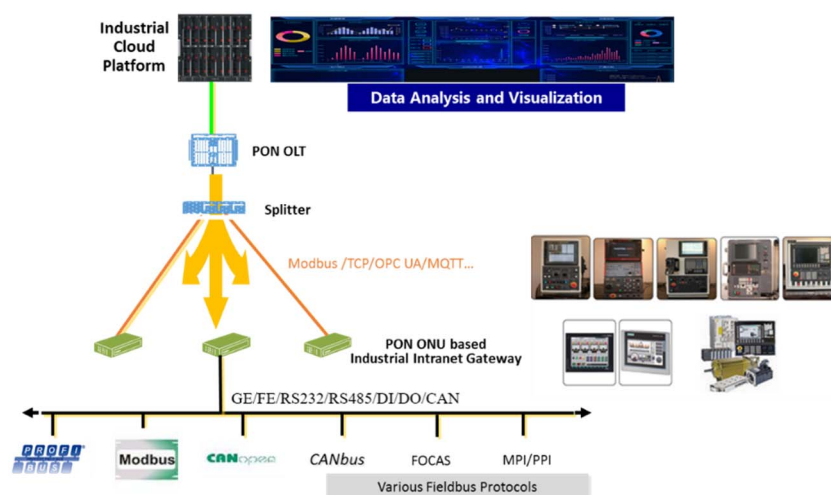 Industrial
Cloud
Platform
Data Analysis and Visualization
PON OLT
Splitter
Modbus /TCP/OPC UA/MQTT...
PON ONU based
Industrial Intranet Gateway
GE/FE/RS232/RS485/DI/DO/CAN
PROFI
BUS
Modbus
CANopen
CANbus
FOCAS
MPI/PPI
Various Fieldbus Protocols